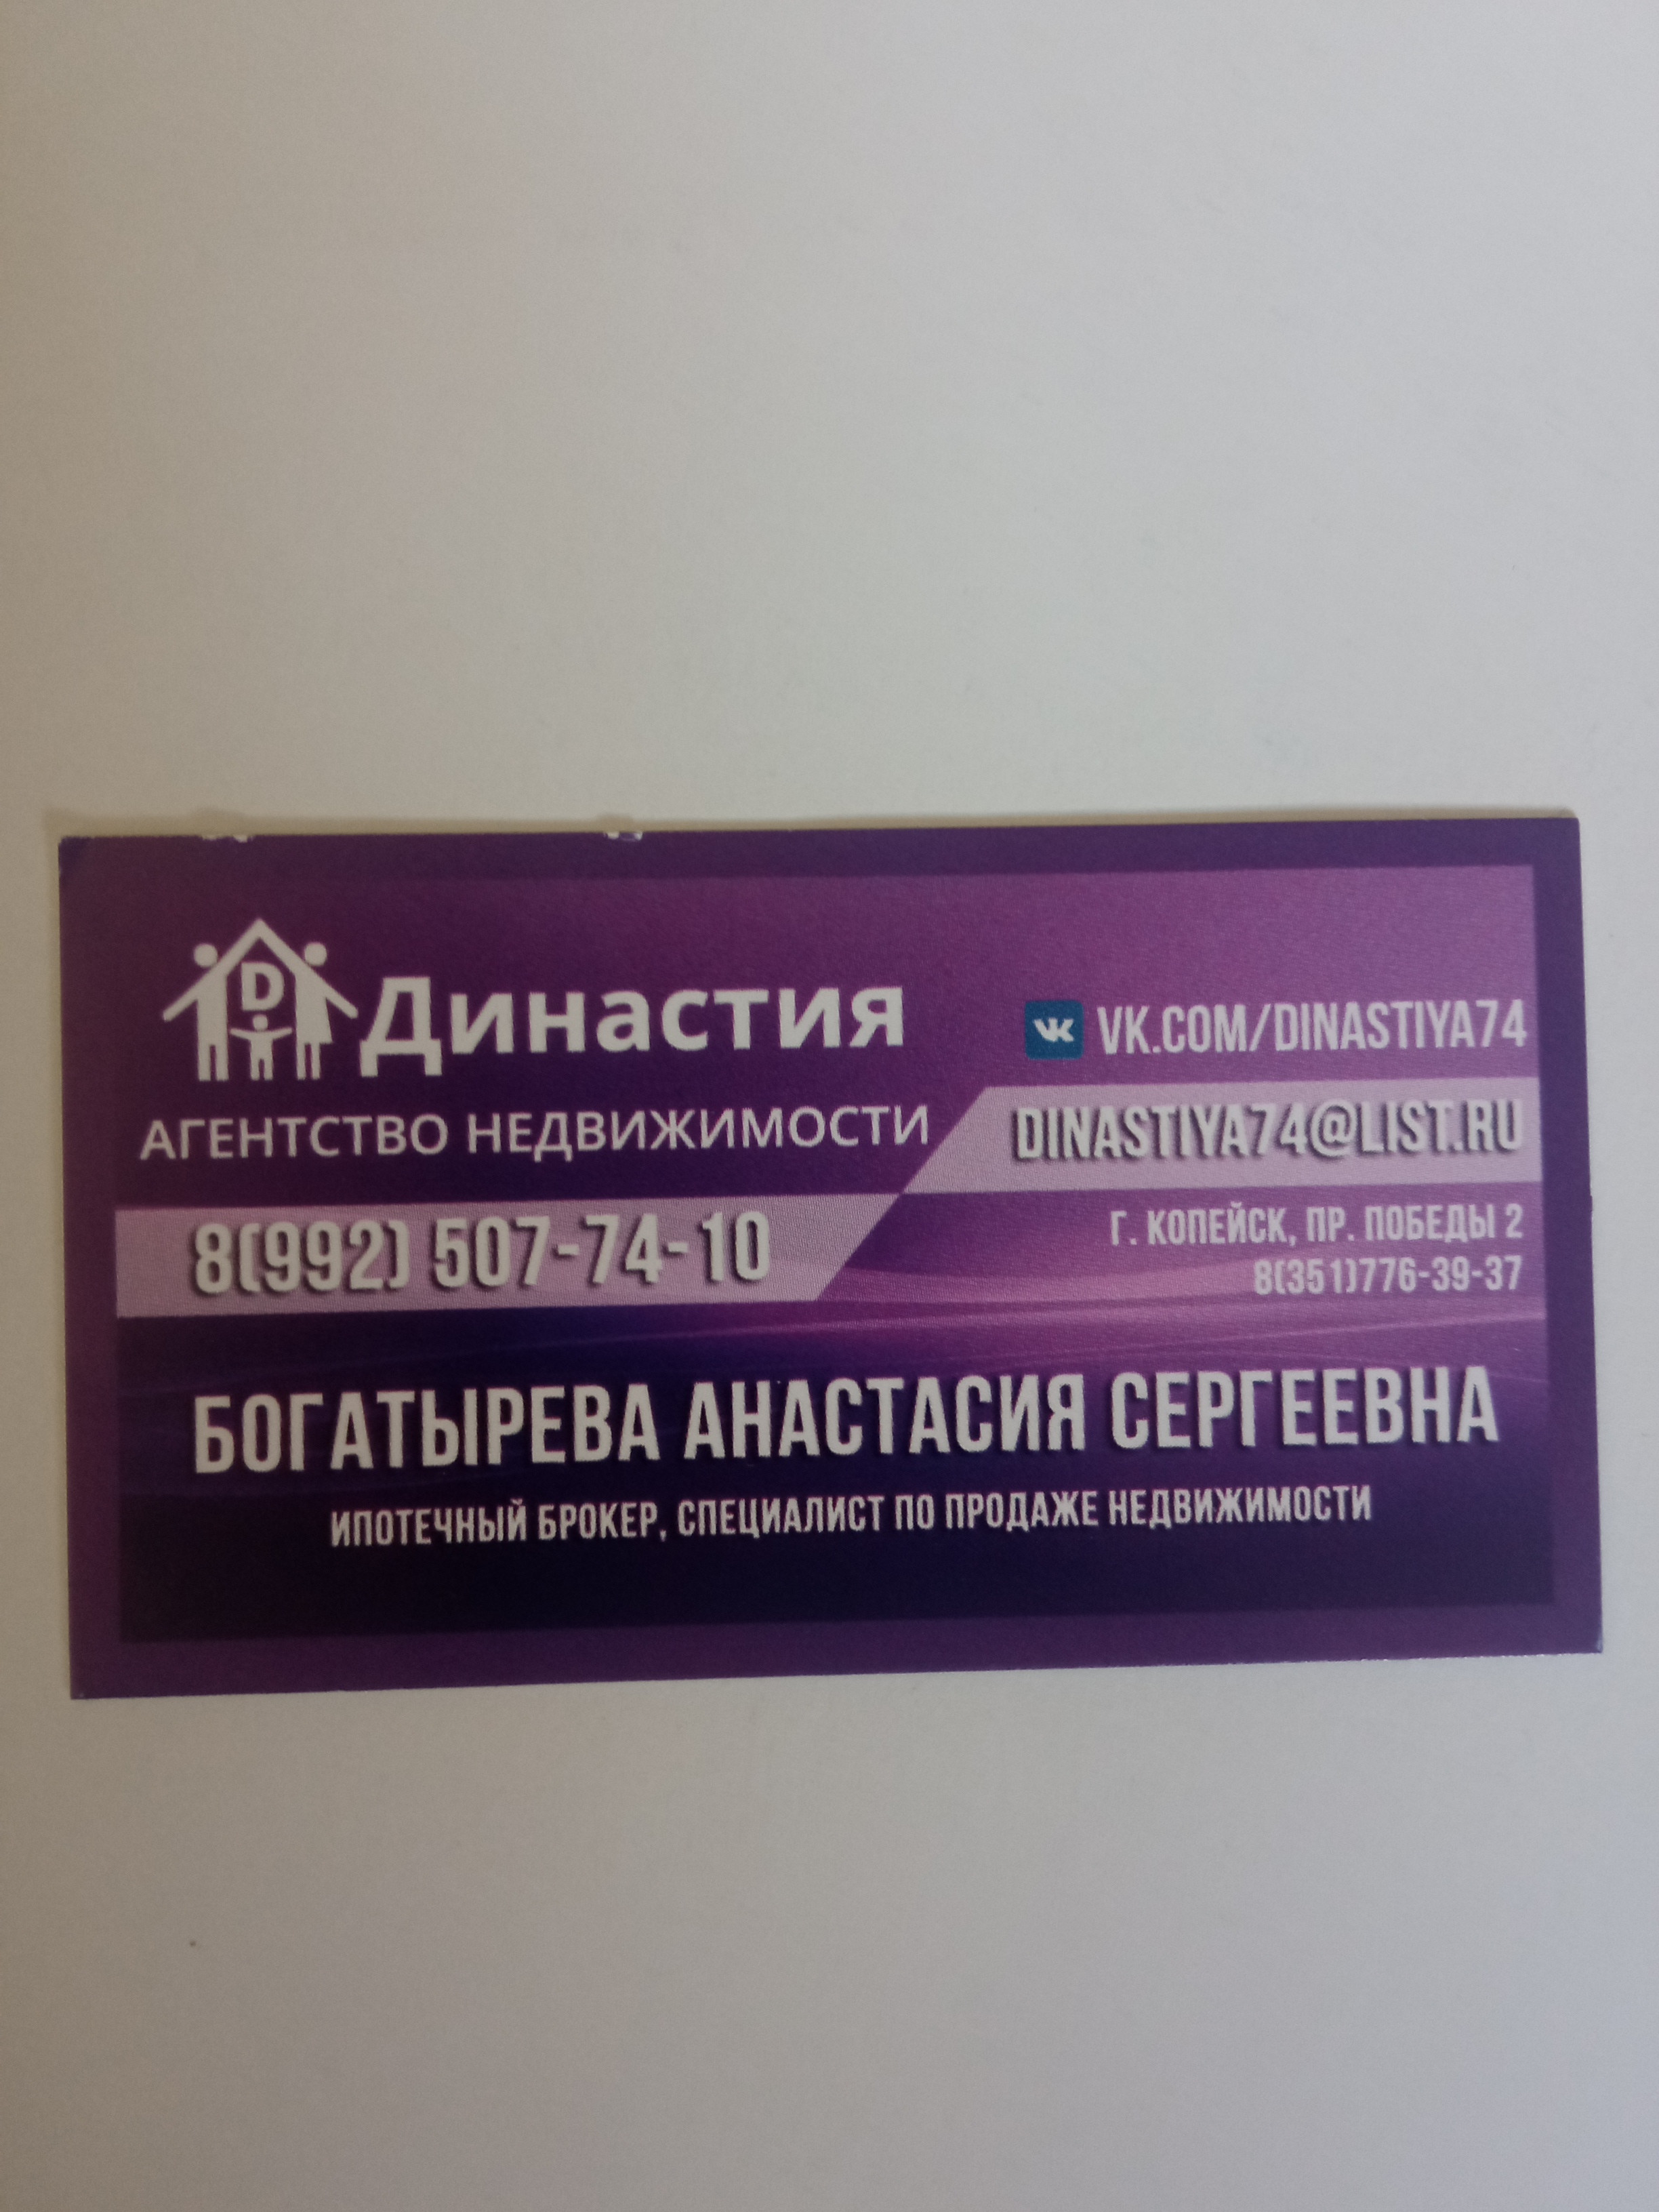 D
Династия
АГЕНТСТВО НЕДВИЖИМОСТИ
8(992) 507-74-10
VK.COM/DINASTIYA74
DINASTIYA74@LIST.RU
Г. КОПЕЙСК, ПР. ПОБЕДЫ 2
8(351)776-39-37
БОГАТЫРЕВА АНАСТАСИЯ СЕРГЕЕВНА
ИПОТЕЧНЫЙ БРОКЕР, СПЕЦИАЛИСТ ПО ПРОДАЖЕ НЕДВИЖИМОСТИ